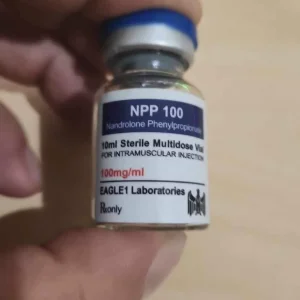 NPP 100
Nandrolone Phenylpropionate
10ml Sterile Multidose Vial
FOR INTRAMUSCULAR INJECTION
100mg/ml
EAGLE1 Laboratories
Rx only